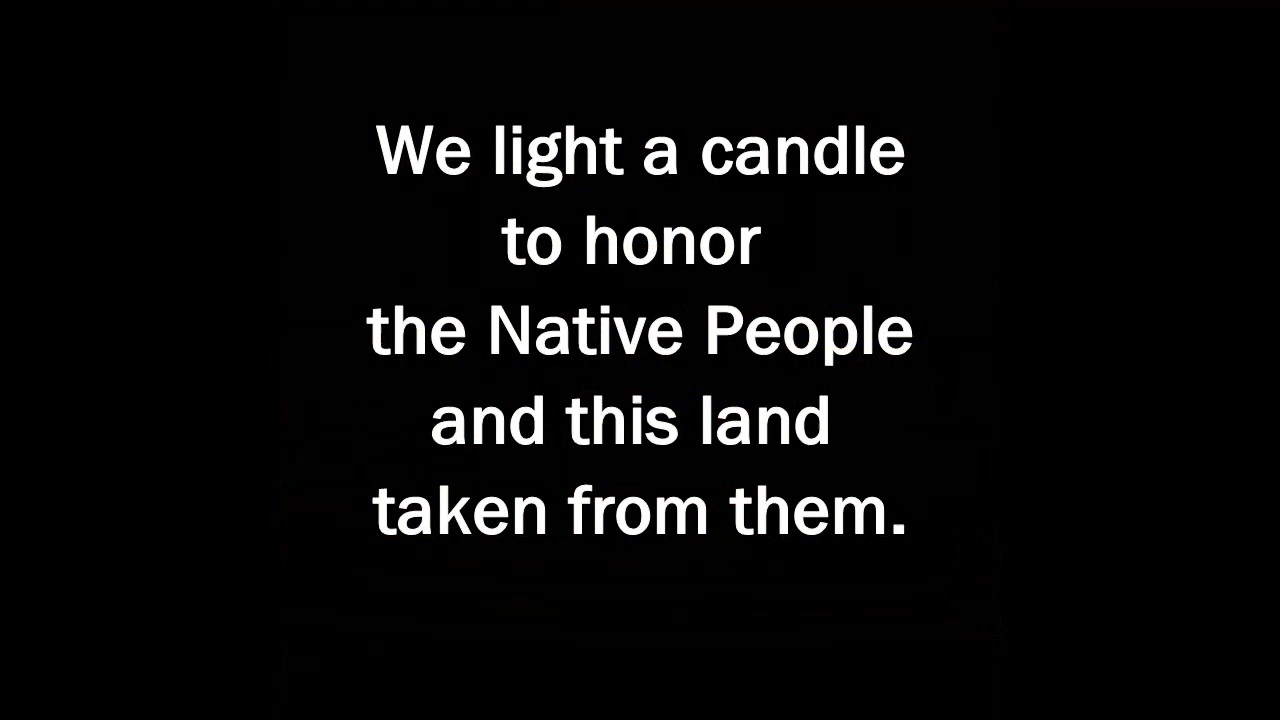 We light a candle
to honor
the Native People
and this land
taken from them.